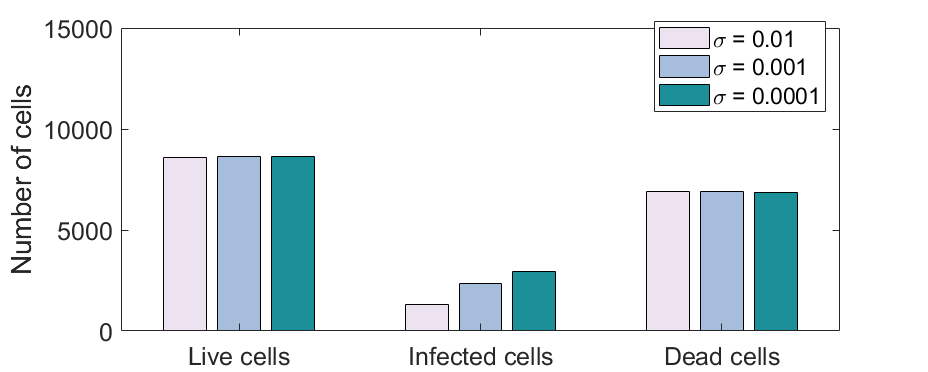 15000
10000
5000
0
Number of cells
σ = 0.01
σ = 0.001
σ = 0.0001
Live cells Infected cells Dead cells